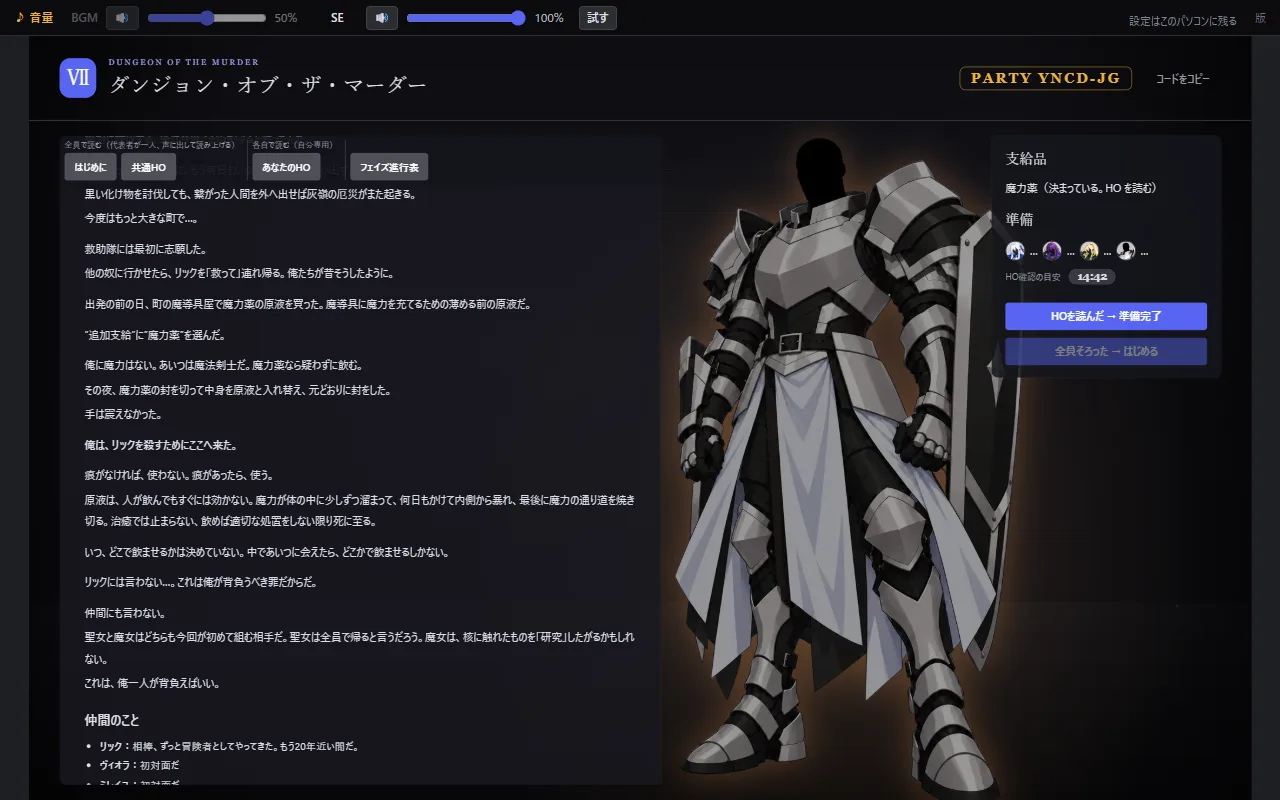 ♪ 音量
BGM
50%
SE
100%
試す
設定はこのパソコンに残る
版
VII
DUNGEON OF THE MURDER
ダンジョン・オブ・ザ・マーダー
PARTY YNCD-JG
コードをコピー
全員で読む（代表者が一人、声に出して読み上げる）
各自で読む（自分専用）
はじめに
共通HO
あなたのHO
フェイズ進行表
黒い化け物を討伐しても、繋がった人間を外へ出せば灰嶺の厄災がまた起きる。
今度はもっと大きな町で…。
救助隊には最初に志願した。
他の奴に行かせたら、リックを「救って」連れ帰る。俺たちが昔そうしたように。
出発の前の日、町の魔導具屋で魔力薬の原液を買った。魔導具に魔力を充てるための薄める前の原液だ。
“追加支給”に“魔力薬”を選んだ。
俺に魔力はない。あいつは魔法剣士だ。魔力薬なら疑わずに飲む。
その夜、魔力薬の封を切って中身を原液と入れ替え、元どおりに封をした。
手は震えなかった。
俺は、リックを殺すためにここへ来た。
痕がなければ、使わない。痕があったら、使う。
原液は、人が飲んでもすぐには効かない。魔力が体の中に少しずつ溜まって、何日もかけて内側から暴れ、最後に魔力の通り道を焼き
切る。治癒では止まらない、飲めば適切な処置をしない限り死に至る。
いつ、どこで飲ませるかは決めていない。中であいつに会えたら、どこかで飲ませるしかない。
リックには言わない…。これは俺が背負うべき罪だからだ。
仲間にも言わない。
聖女と魔女はどちらも今回が初めて組む相手だ。聖女は全員で帰ると言うだろう。魔女は、核に触れたものを「研究」したがるかもしれ
ない。
これは、俺一人が背負えばいい。
仲間のこと
• リック：相棒、ずっと冒険者としてやってきた。もう20年近い間だ。
• ヴィオラ：初対面だ
支給品
魔力薬（決まっている。HO を読む）
準備
… … … …
HO確認の目安
14:42
HOを読んだ → 準備完了
全員そろった → はじめる